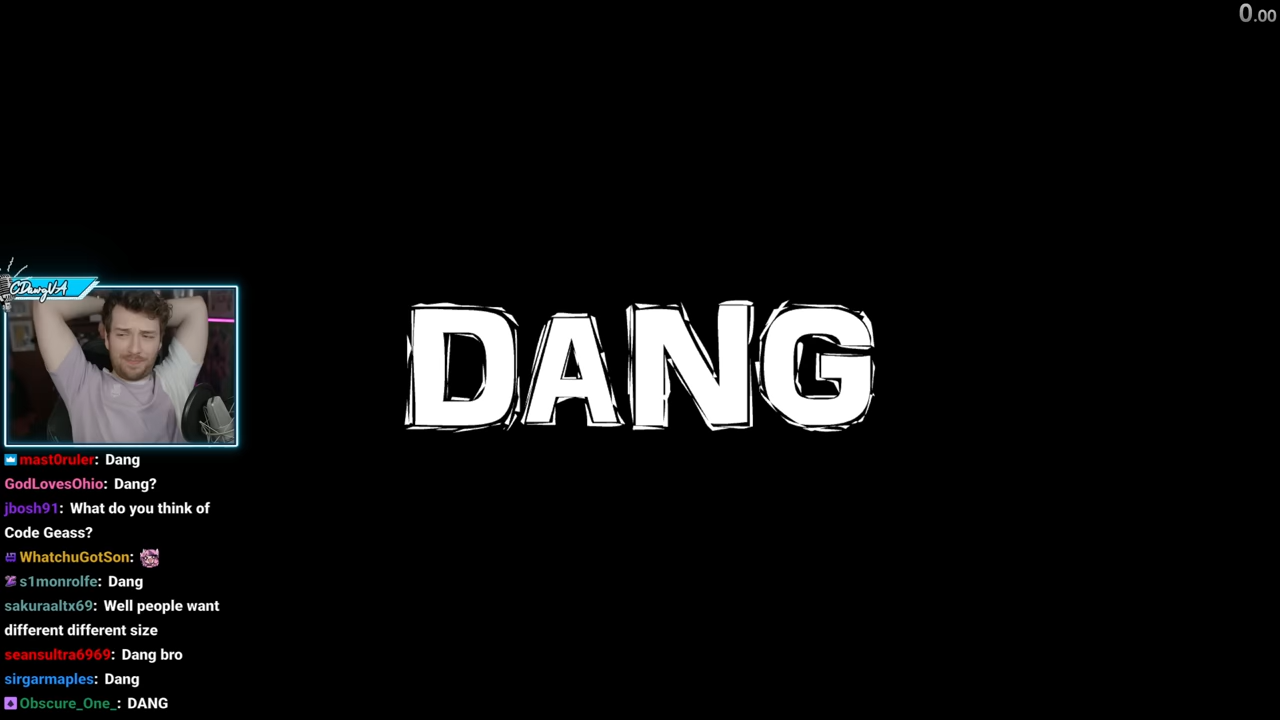 0.00
CDawgVA
DANG
mast0ruler: Dang
GodLovesOhio: Dang?
jbosh91: What do you think of
Code Geass?
WhatchuGotSon:
s1monrolfe: Dang
sakuraaltx69: Well people want
different different size
seansultra6969: Dang bro
sirgarmaples: Dang
Obscure_One_: DANG